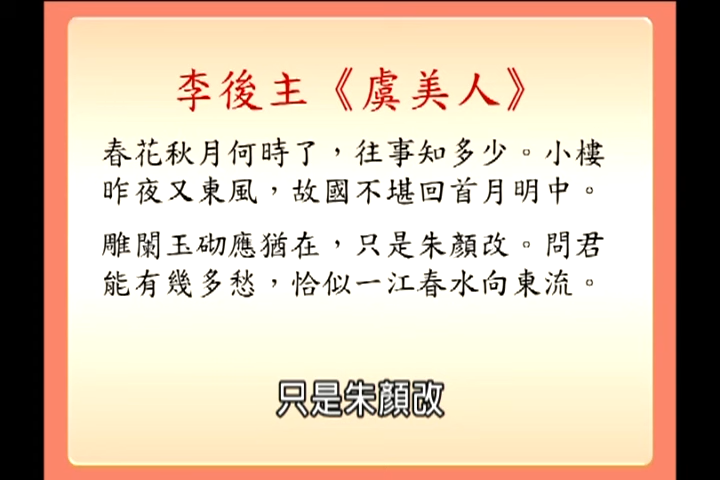 李後主《虞美人》
春花秋月何時了，往事知多少。小樓
昨夜又東風，故國不堪回首月明中。
雕闌玉砌應猶在，只是朱顏改。問君
能有幾多愁，恰似一江春水向東流。
只是朱顏改